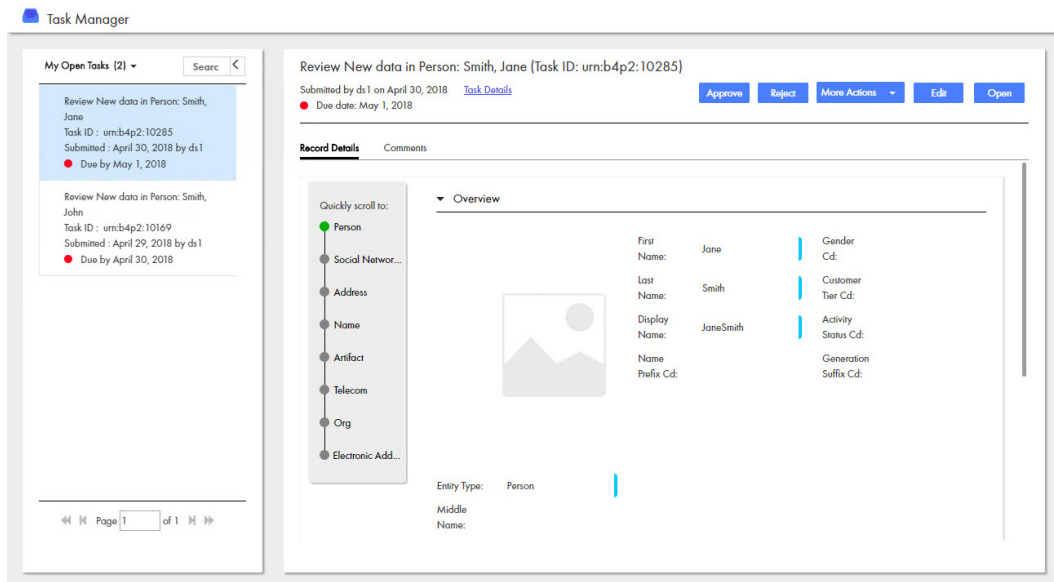 Task Manager
My Open Tasks (2)
Searc
Review New data in Person: Smith,
Jane
Task ID : urn:b4p2:10285
Submitted : April 30, 2018 by ds1
Due by May 1, 2018
Review New data in Person: Smith,
John
Task ID : urn:b4p2:10169
Submitted : April 29, 2018 by ds1
Due by April 30, 2018
Page 1 of 1
Review New data in Person: Smith, Jane (Task ID: urn:b4p2:10285)
Submitted by ds1 on April 30, 2018 Task Details
Due date: May 1, 2018
Approve Reject More Actions Edit Open
Record Details Comments
Quickly scroll to:
Person
Social Networ...
Address
Name
Artifact
Telecom
Org
Electronic Add...
Overview
First
Name:
Jane
Last
Name:
Smith
Display
Name:
JaneSmith
Name
Prefix Cd:
Gender
Cd:
Customer
Tier Cd:
Activity
Status Cd:
Generation
Suffix Cd:
Entity Type: Person
Middle
Name: